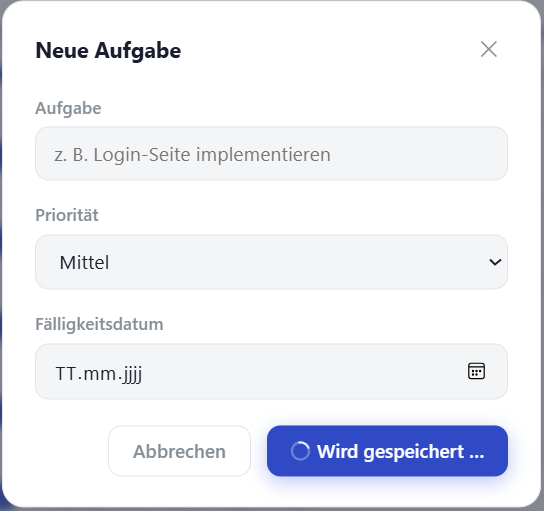 Neue Aufgabe
Aufgabe
z. B. Login-Seite implementieren
Priorität
Mittel
Fälligkeitsdatum
TT.mm.jjjj
Abbrechen
Wird gespeichert ...